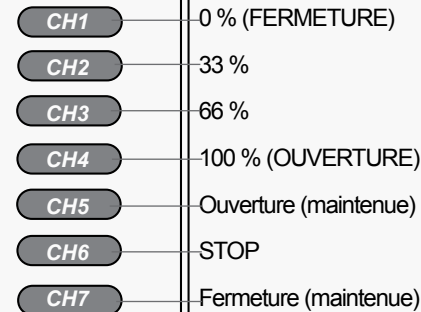 CH1 0 % (FERMETURE)
CH2 33 %
CH3 66 %
CH4 100 % (OUVERTURE)
CH5 Ouverture (maintenue)
CH6 STOP
CH7 Fermeture (maintenue)